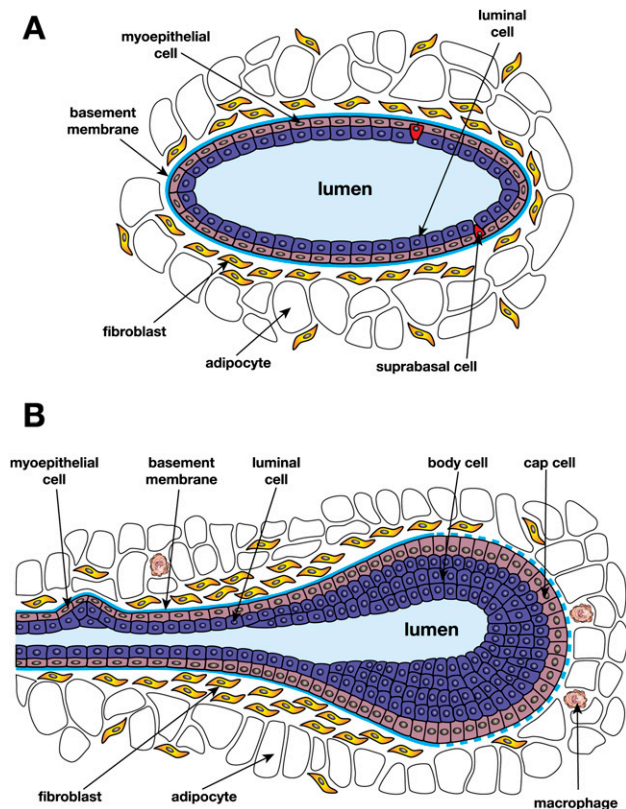 A
myoepithelial
cell
luminal
cell
basement
membrane
lumen
fibroblast
adipocyte
suprabasal cell
B
myoepithelial
cell
basement
membrane
luminal
cell
body cell
cap cell
lumen
fibroblast
adipocyte
macrophage